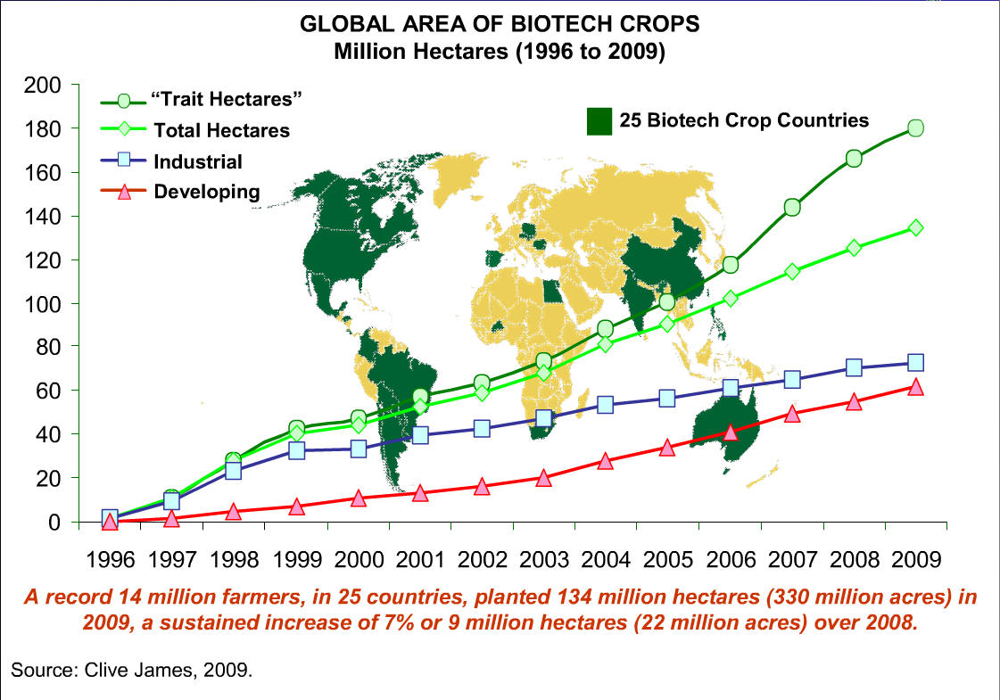 GLOBAL AREA OF BIOTECH CROPS
Million Hectares (1996 to 2009)
200
180
160
140
120
100
80
60
40
20
0
“Trait Hectares”
Total Hectares
Industrial
Developing
25 Biotech Crop Countries
1996 1997 1998 1999 2000 2001 2002 2003 2004 2005 2006 2007 2008 2009
A record 14 million farmers, in 25 countries, planted 134 million hectares (330 million acres) in
2009, a sustained increase of 7% or 9 million hectares (22 million acres) over 2008.
Source: Clive James, 2009.